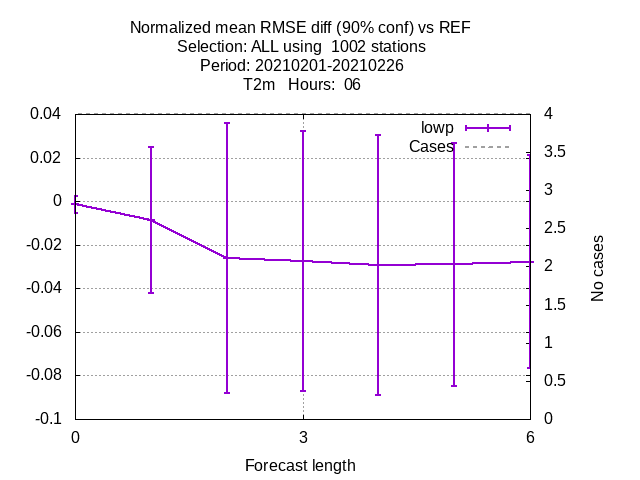 Normalized mean RMSE diff (90% conf) vs REF
Selection: ALL using  1002 stations
Period: 20210201-20210226
T2m   Hours:  06
0.04
0.02
0
-0.02
-0.04
-0.06
-0.08
-0.1
lowp
Cases
4
3.5
3
2.5
2
1.5
1
0.5
0
No cases
0
3
6
Forecast length